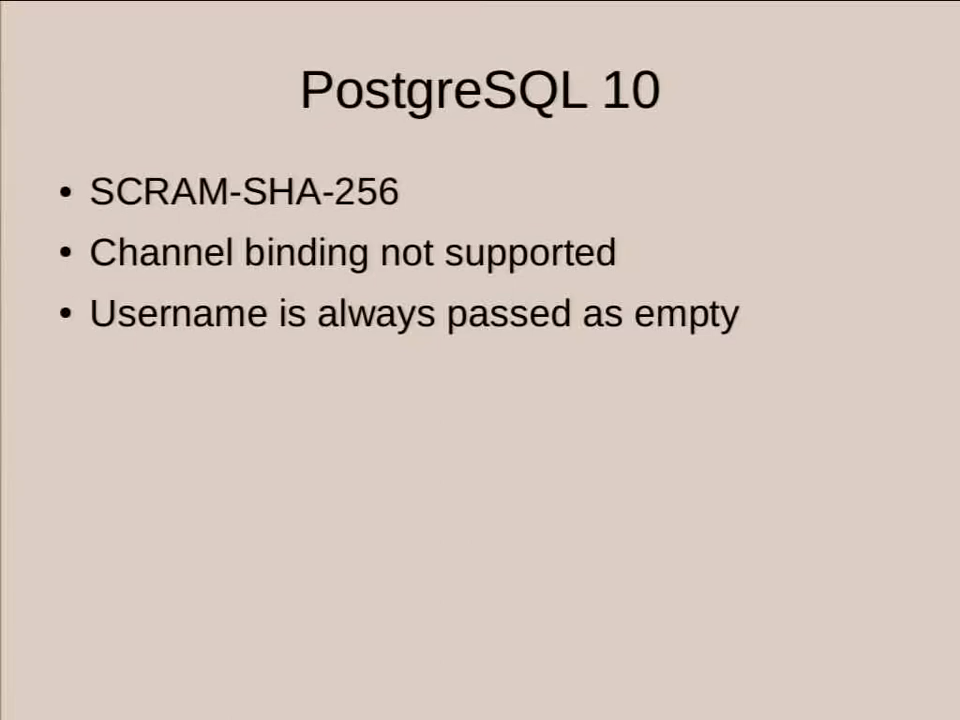 PostgreSQL 10
• SCRAM-SHA-256
• Channel binding not supported
• Username is always passed as empty